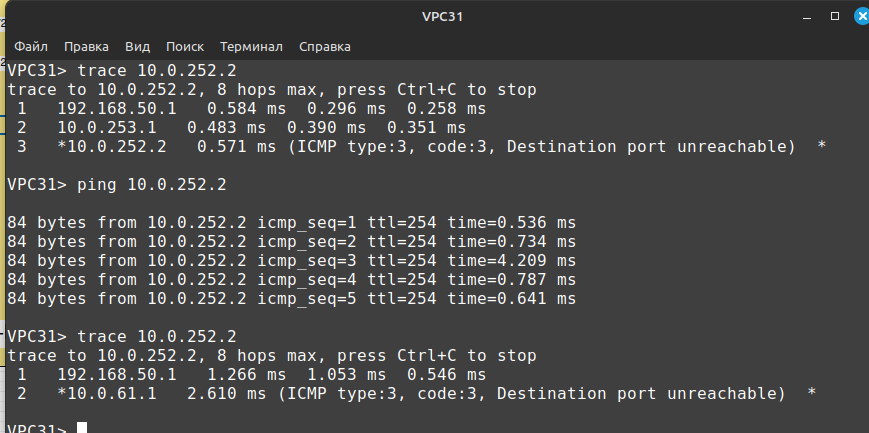 VPC31
Файл Правка Вид Поиск Терминал Справка
VPC31> trace 10.0.252.2
trace to 10.0.252.2, 8 hops max, press Ctrl+C to stop
1 192.168.50.1 0.584 ms 0.296 ms 0.258 ms
2 10.0.253.1 0.483 ms 0.390 ms 0.351 ms
3 *10.0.252.2 0.571 ms (ICMP type:3, code:3, Destination port unreachable) *
VPC31> ping 10.0.252.2
84 bytes from 10.0.252.2 icmp_seq=1 ttl=254 time=0.536 ms
84 bytes from 10.0.252.2 icmp_seq=2 ttl=254 time=0.734 ms
84 bytes from 10.0.252.2 icmp_seq=3 ttl=254 time=4.209 ms
84 bytes from 10.0.252.2 icmp_seq=4 ttl=254 time=0.787 ms
84 bytes from 10.0.252.2 icmp_seq=5 ttl=254 time=0.641 ms
VPC31> trace 10.0.252.2
trace to 10.0.252.2, 8 hops max, press Ctrl+C to stop
1 192.168.50.1 1.266 ms 1.053 ms 0.546 ms
2 *10.0.61.1 2.610 ms (ICMP type:3, code:3, Destination port unreachable) *
VPC31>